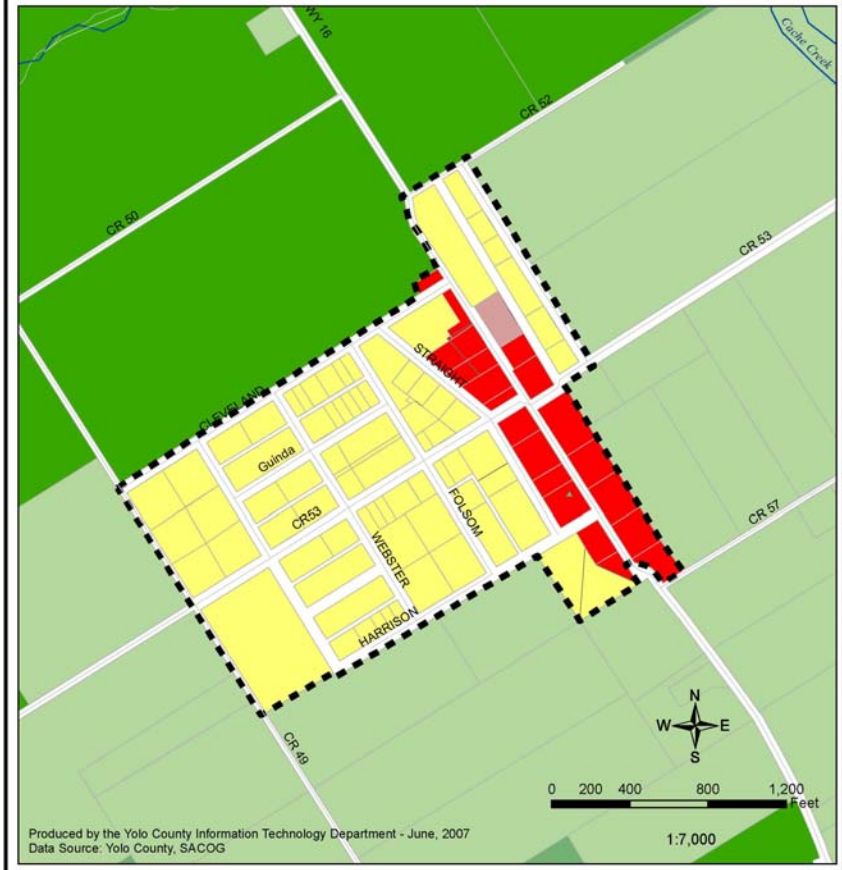 WY 16
Cache Creek
CR 52
CR 50
CR 53
STRAIGHT
CLEVELAND
Guinda
CR53
FOLSOM
WEBSTER
CR 57
HARRISON
CR 49
N
W E
S
0 200 400 800 1,200
Feet
1:7,000
Produced by the Yolo County Information Technology Department - June, 2007
Data Source: Yolo County, SACOG